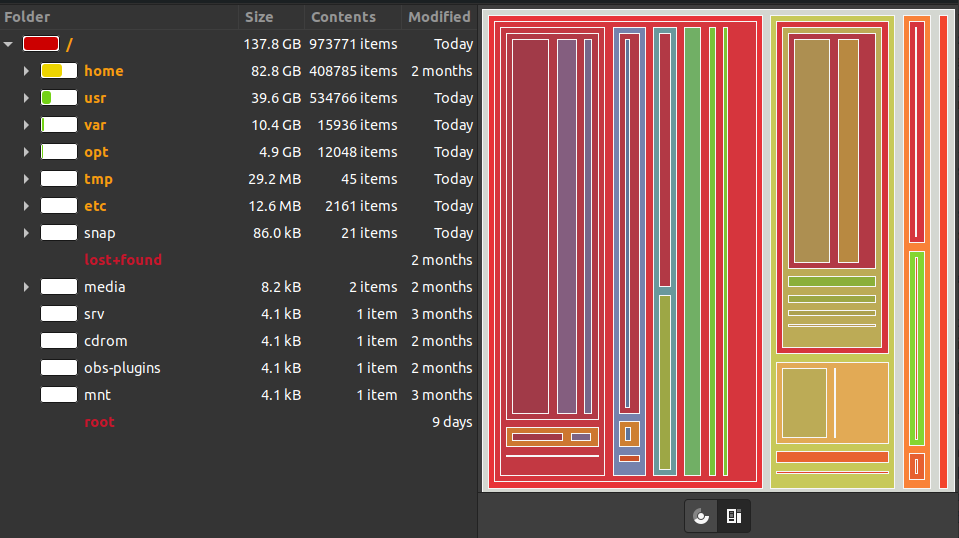 Folder Size Contents Modified
/ 137.8 GB 973771 items Today
home 82.8 GB 408785 items 2 months
usr 39.6 GB 534766 items Today
var 10.4 GB 15936 items Today
opt 4.9 GB 12048 items Today
tmp 29.2 MB 45 items Today
etc 12.6 MB 2161 items Today
snap 86.0 kB 21 items Today
lost+found 2 months
media 8.2 kB 2 items 2 months
srv 4.1 kB 1 item 3 months
cdrom 4.1 kB 1 item 2 months
obs-plugins 4.1 kB 1 item 2 months
mnt 4.1 kB 1 item 3 months
root 9 days